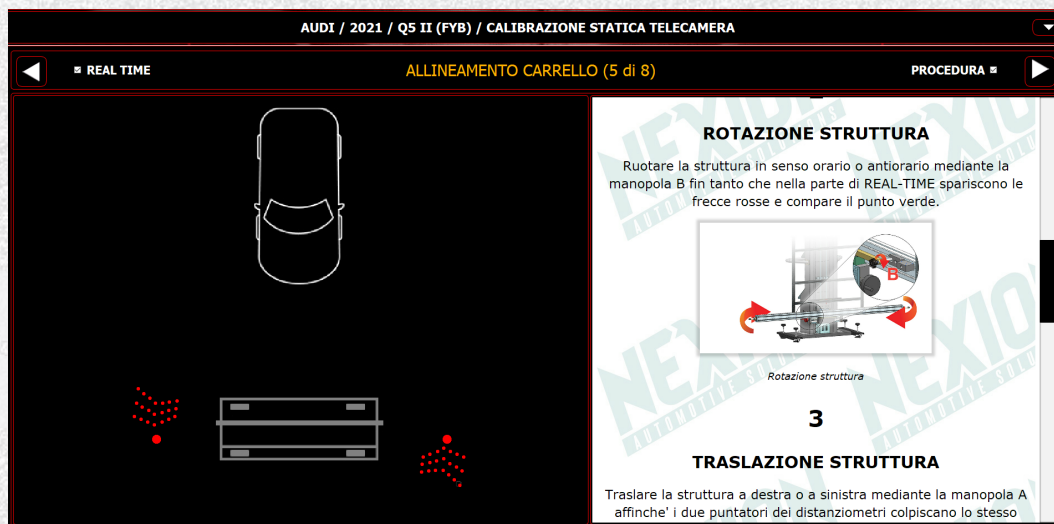 AUDI / 2021 / Q5 II (FYB) / CALIBRAZIONE STATICA TELECAMERA
REAL TIME
ALLINEAMENTO CARRELLO (5 di 8)
PROCEDURA
ROTAZIONE STRUTTURA
Ruotare la struttura in senso orario o antiorario mediante la
manopola B fin tanto che nella parte di REAL-TIME spariscono le
frecce rosse e compare il punto verde.
B
Rotazione struttura
3
TRASLAZIONE STRUTTURA
Traslare la struttura a destra o a sinistra mediante la manopola A
affinche' i due puntatori dei distanziometri colpiscano lo stesso
NEXION
AUTOMOTIVE SOLUTIONS